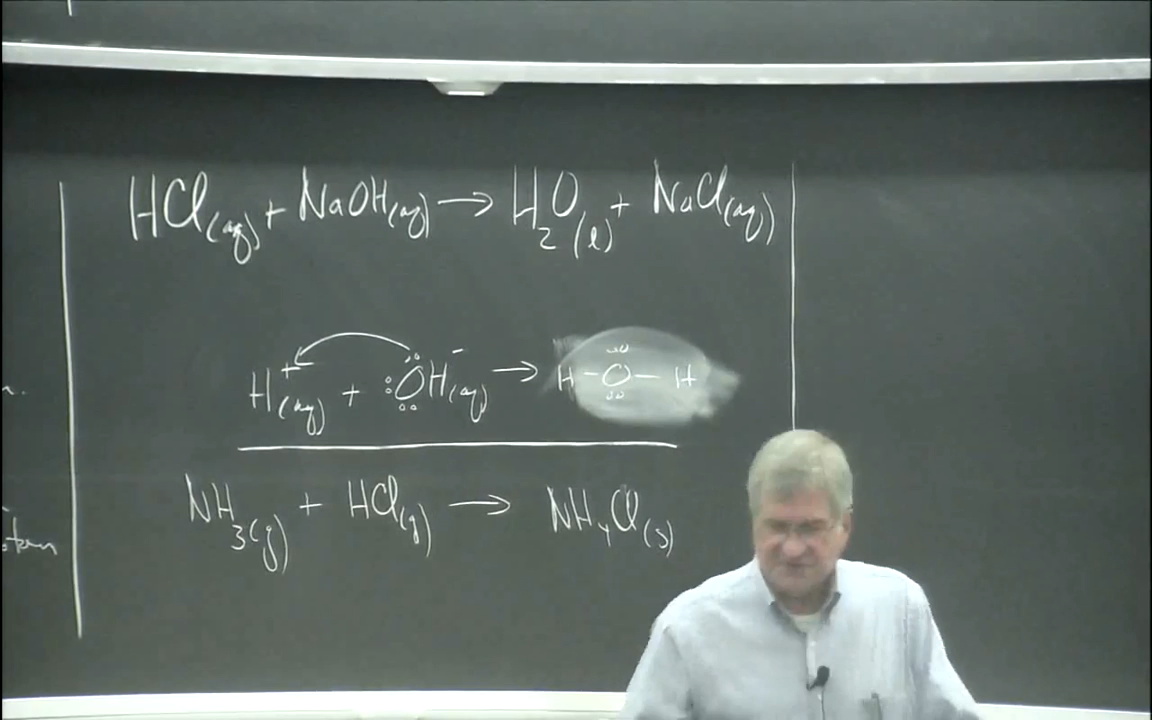 HCl(aq) + NaOH(aq) → H₂O(l) + NaCl(aq)
H⁺(aq) + :ÖH⁻(aq) → H–O–H
NH₃(g) + HCl(g) → NH₄Cl(s)